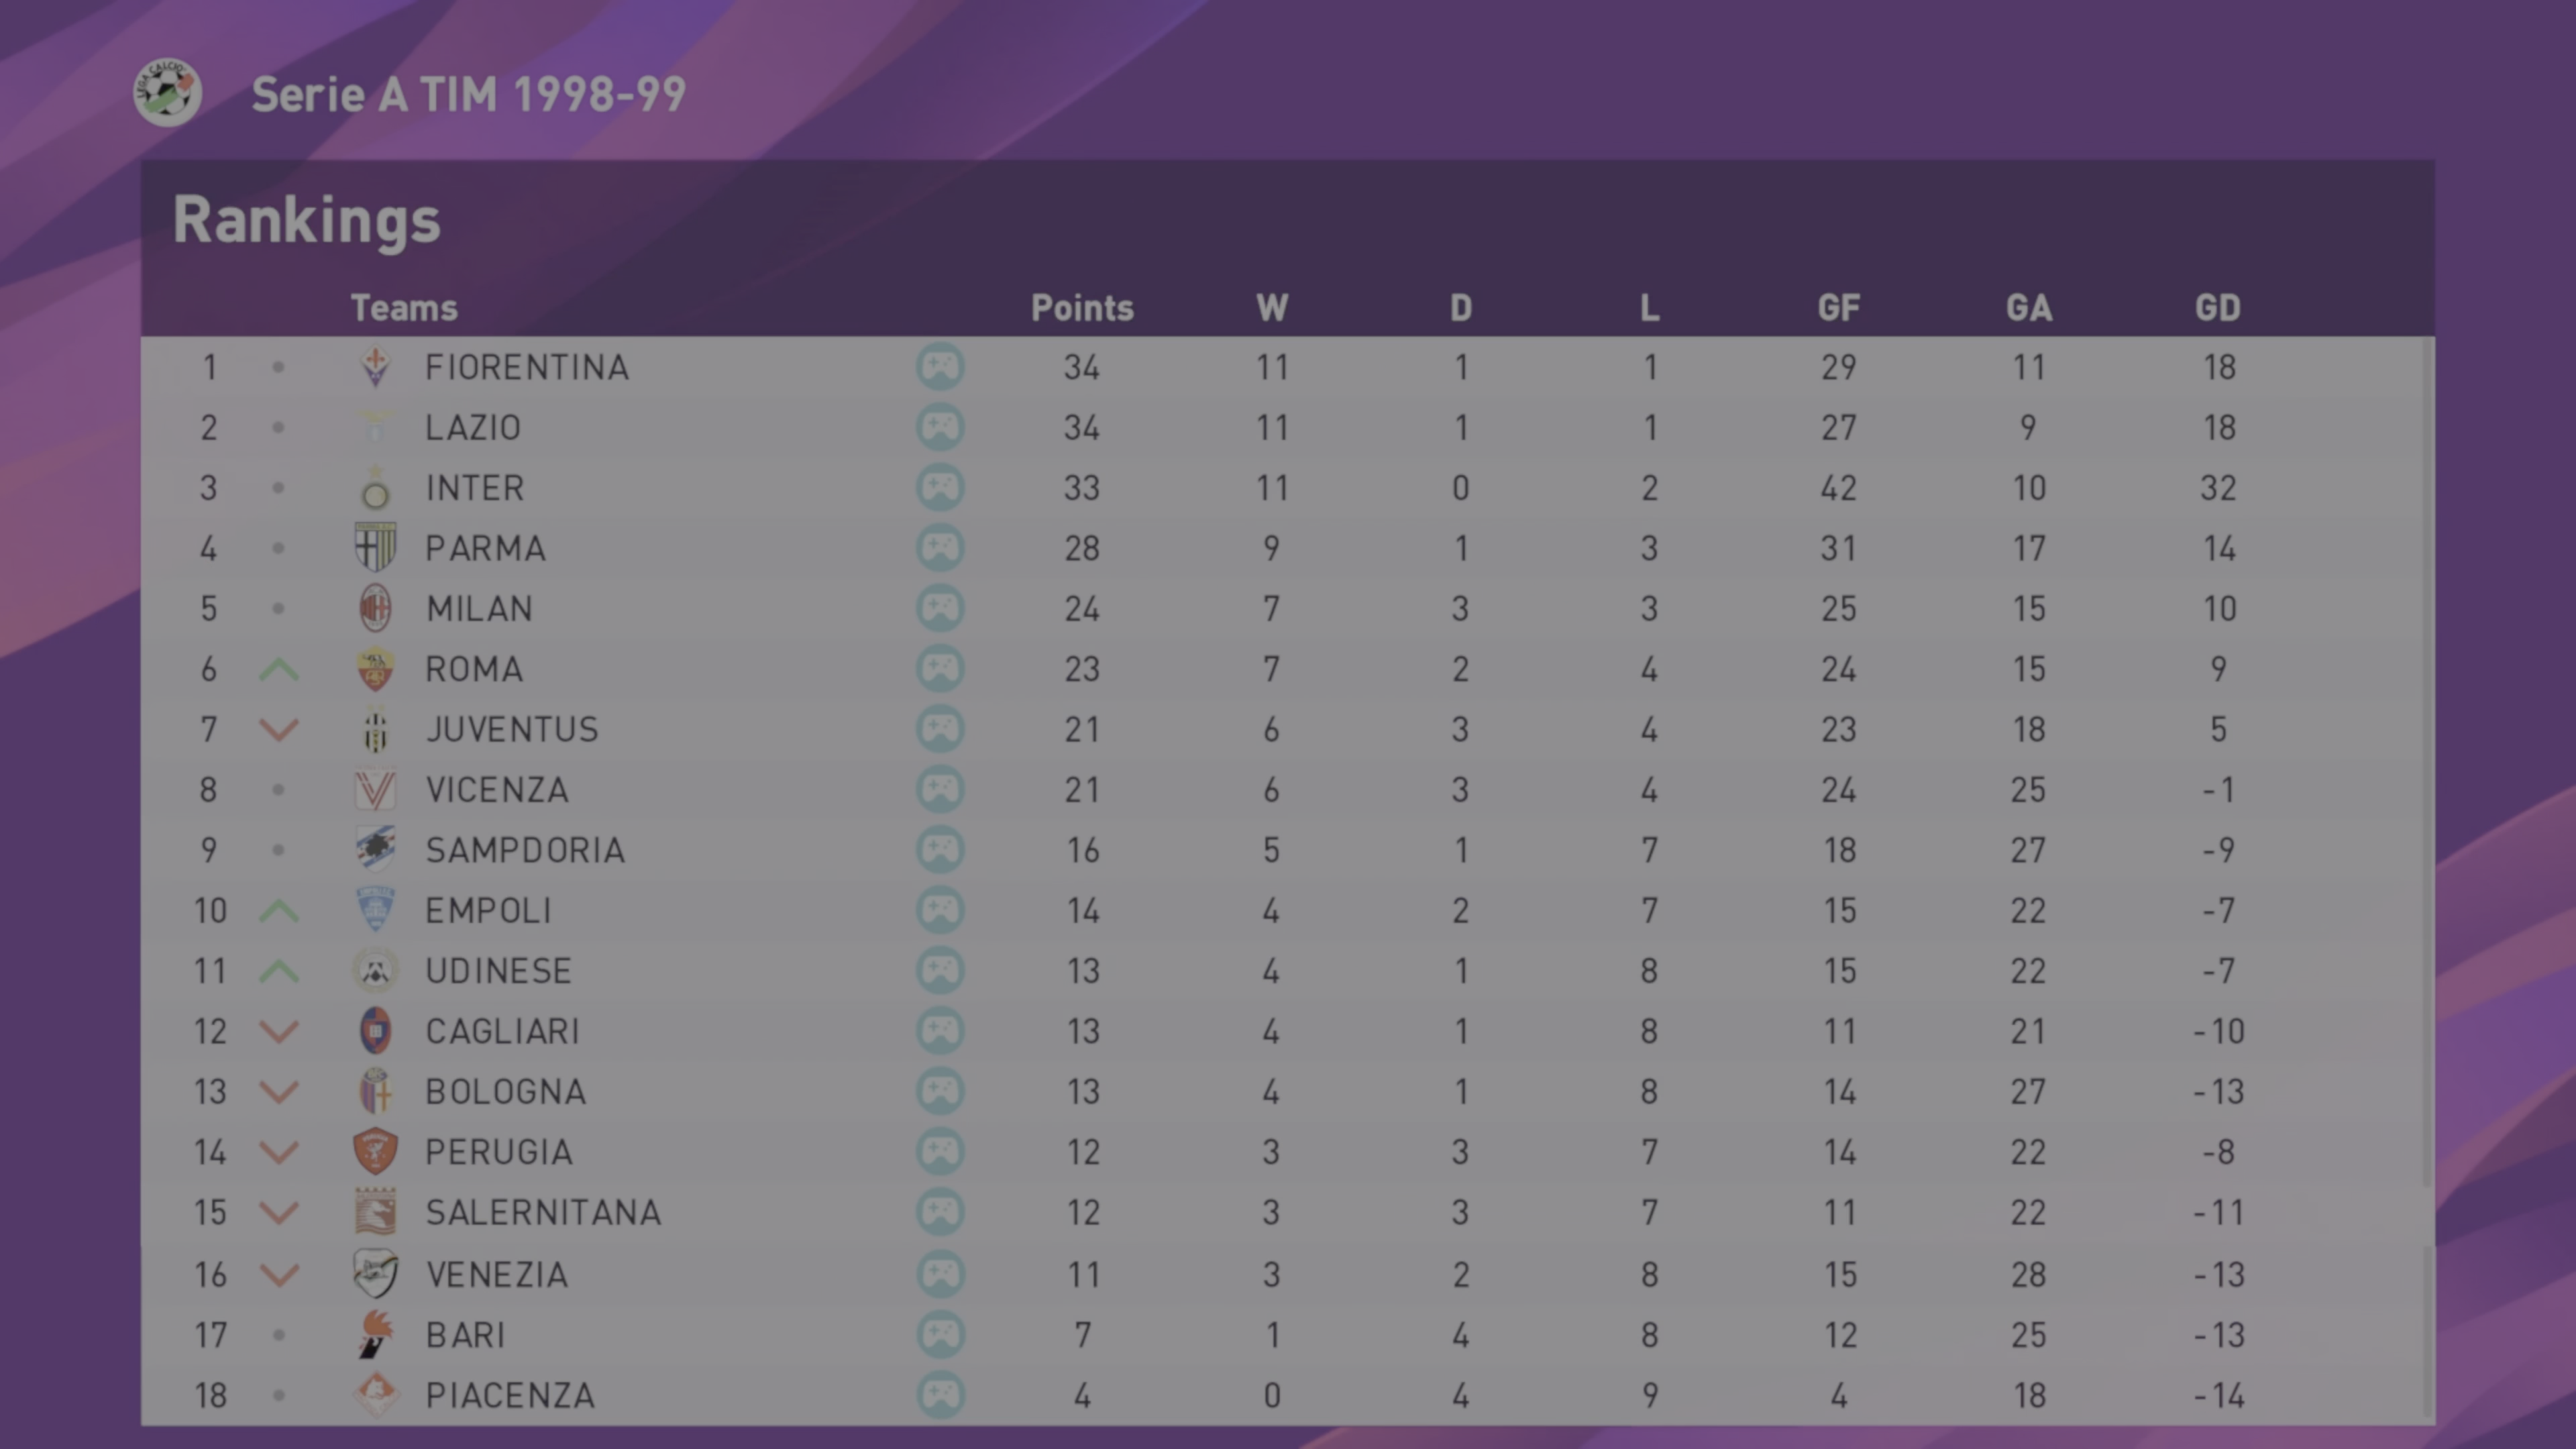 LEGA CALCIO
Serie A TIM 1998-99
Rankings
Teams Points W D L GF GA GD
1 FIORENTINA 34 11 1 1 29 11 18
2 LAZIO 34 11 1 1 27 9 18
3 INTER 33 11 0 2 42 10 32
4 PARMA 28 9 1 3 31 17 14
5 MILAN 24 7 3 3 25 15 10
6 ROMA 23 7 2 4 24 15 9
7 JUVENTUS 21 6 3 4 23 18 5
8 VICENZA 21 6 3 4 24 25 -1
9 SAMPDORIA 16 5 1 7 18 27 -9
10 EMPOLI 14 4 2 7 15 22 -7
11 UDINESE 13 4 1 8 15 22 -7
12 CAGLIARI 13 4 1 8 11 21 -10
13 BOLOGNA 13 4 1 8 14 27 -13
14 PERUGIA 12 3 3 7 14 22 -8
15 SALERNITANA 12 3 3 7 11 22 -11
16 VENEZIA 11 3 2 8 15 28 -13
17 BARI 7 1 4 8 12 25 -13
18 PIACENZA 4 0 4 9 4 18 -14